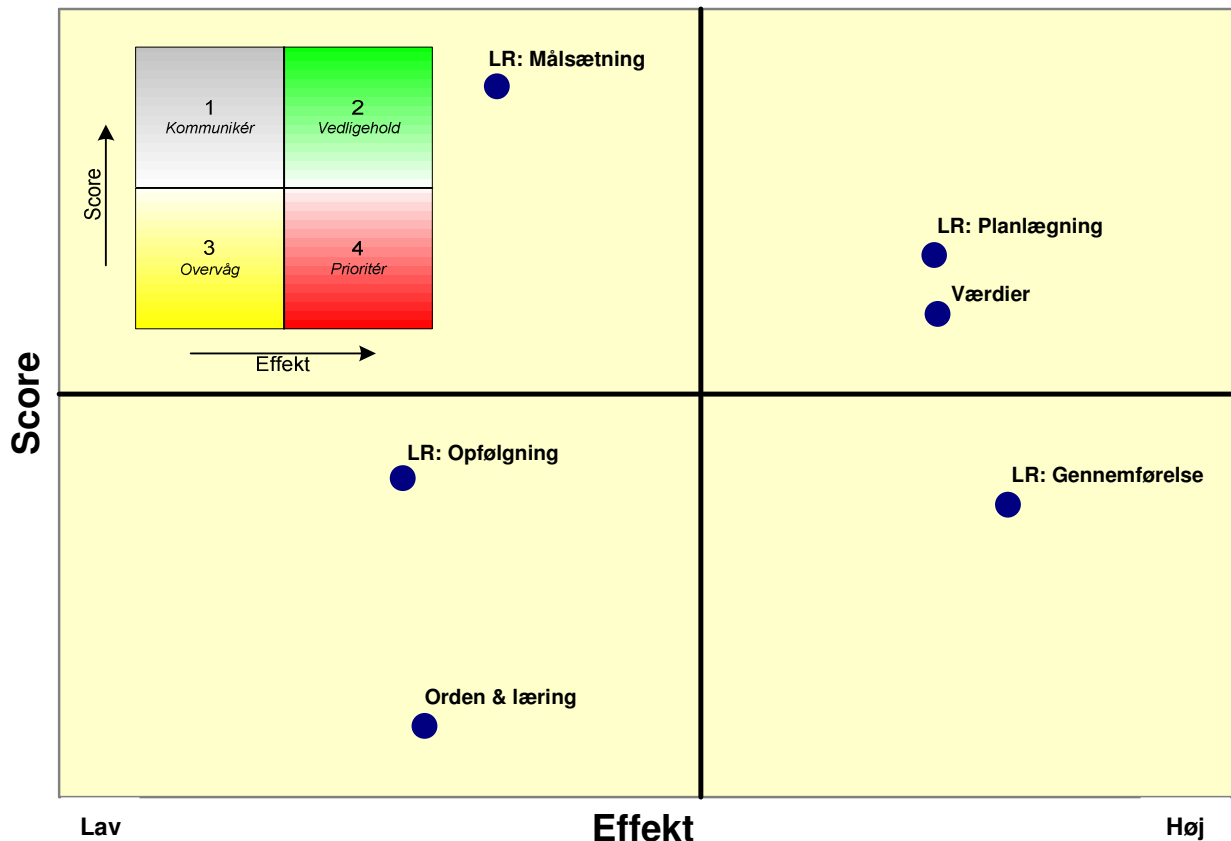 LR: Målsætning
1
Kommunikér
2
Vedligehold
Score
3
Overvåg
4
Prioritér
Effekt
LR: Planlægning
Værdier
Score
LR: Opfølgning
LR: Gennemførelse
Orden & læring
Lav
Effekt
Høj